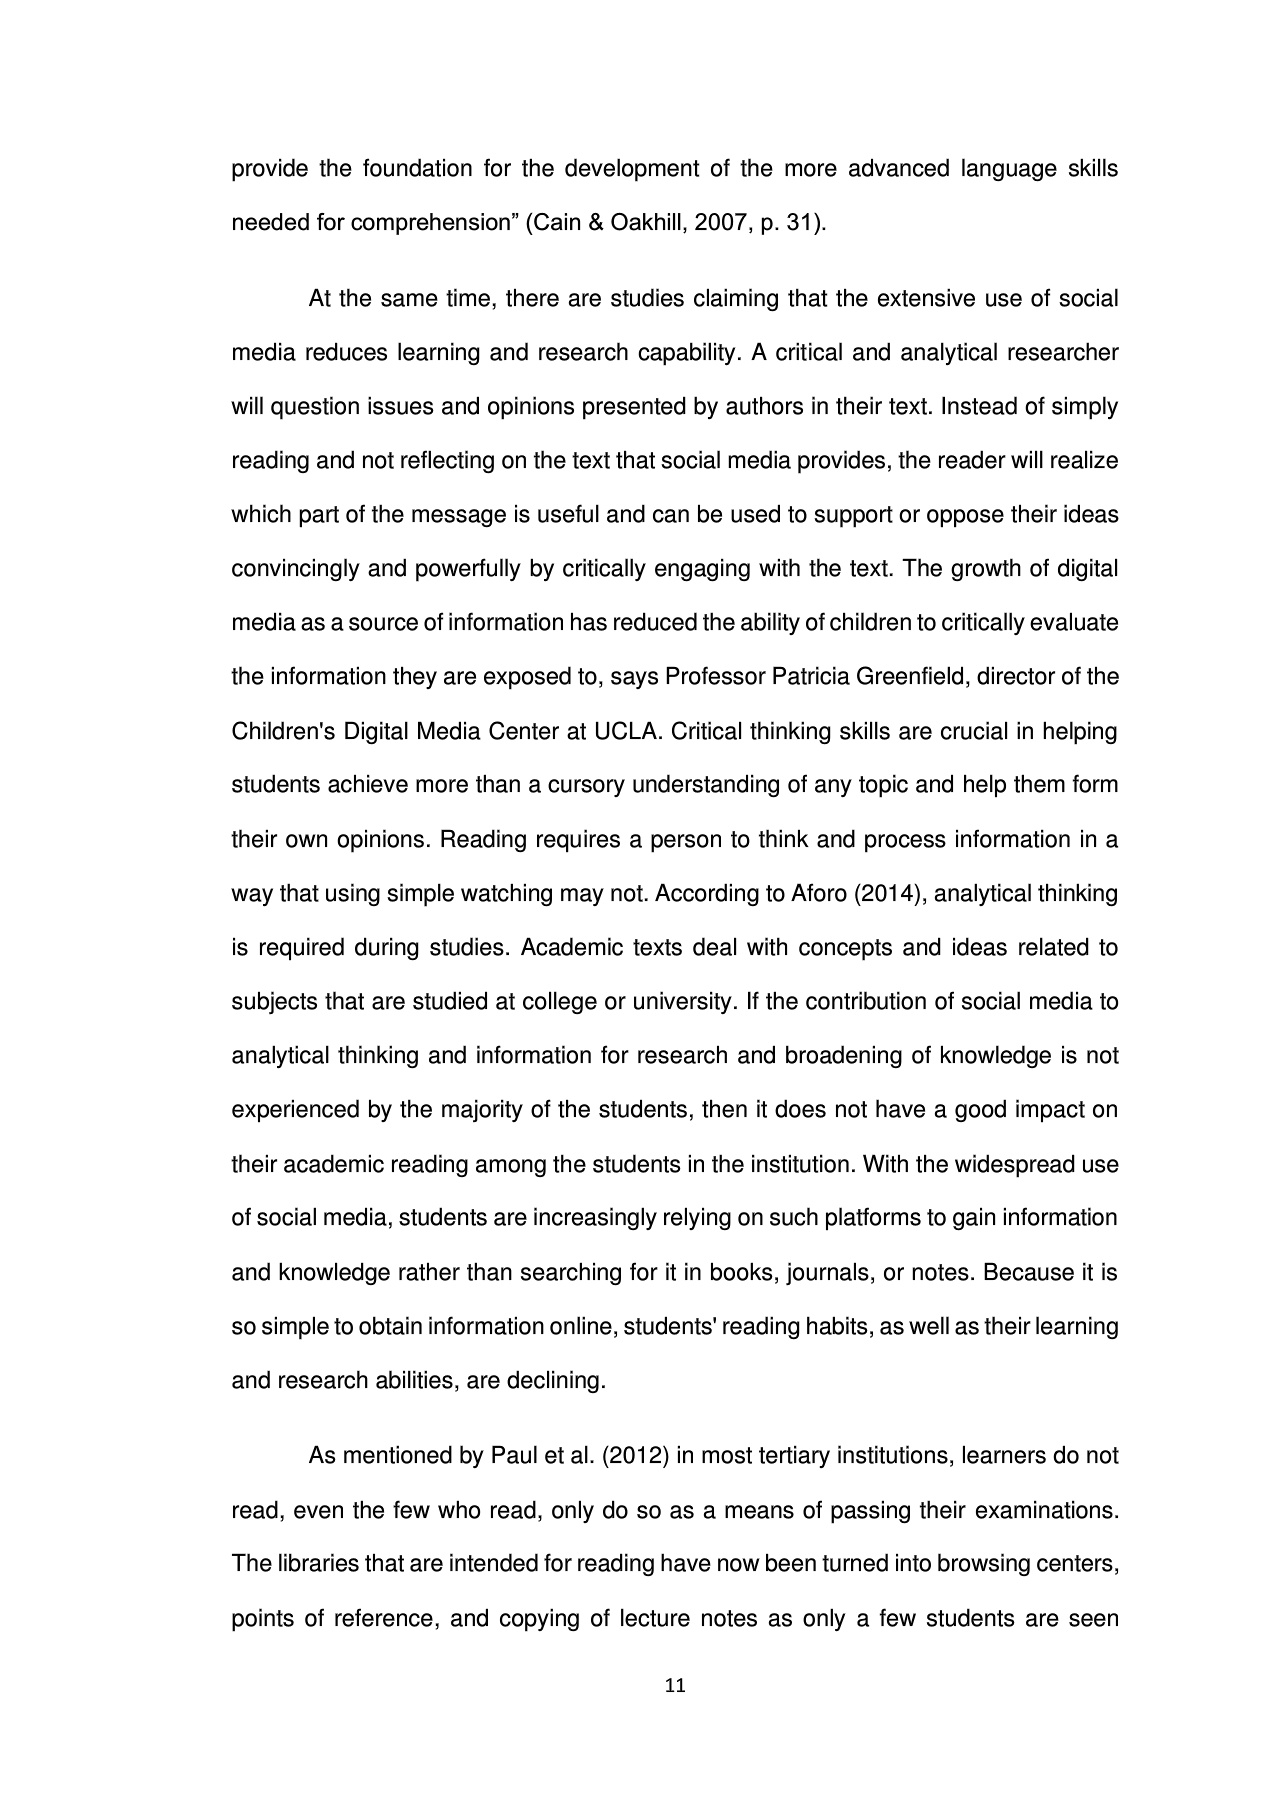 provide the foundation for the development of the more advanced language skills
needed for comprehension” (Cain & Oakhill, 2007, p. 31).
At the same time, there are studies claiming that the extensive use of social
media reduces learning and research capability. A critical and analytical researcher
will question issues and opinions presented by authors in their text. Instead of simply
reading and not reflecting on the text that social media provides, the reader will realize
which part of the message is useful and can be used to support or oppose their ideas
convincingly and powerfully by critically engaging with the text. The growth of digital
media as a source of information has reduced the ability of children to critically evaluate
the information they are exposed to, says Professor Patricia Greenfield, director of the
Children's Digital Media Center at UCLA. Critical thinking skills are crucial in helping
students achieve more than a cursory understanding of any topic and help them form
their own opinions. Reading requires a person to think and process information in a
way that using simple watching may not. According to Aforo (2014), analytical thinking
is required during studies. Academic texts deal with concepts and ideas related to
subjects that are studied at college or university. If the contribution of social media to
analytical thinking and information for research and broadening of knowledge is not
experienced by the majority of the students, then it does not have a good impact on
their academic reading among the students in the institution. With the widespread use
of social media, students are increasingly relying on such platforms to gain information
and knowledge rather than searching for it in books, journals, or notes. Because it is
so simple to obtain information online, students' reading habits, as well as their learning
and research abilities, are declining.
As mentioned by Paul et al. (2012) in most tertiary institutions, learners do not
read, even the few who read, only do so as a means of passing their examinations.
The libraries that are intended for reading have now been turned into browsing centers,
points of reference, and copying of lecture notes as only a few students are seen
11